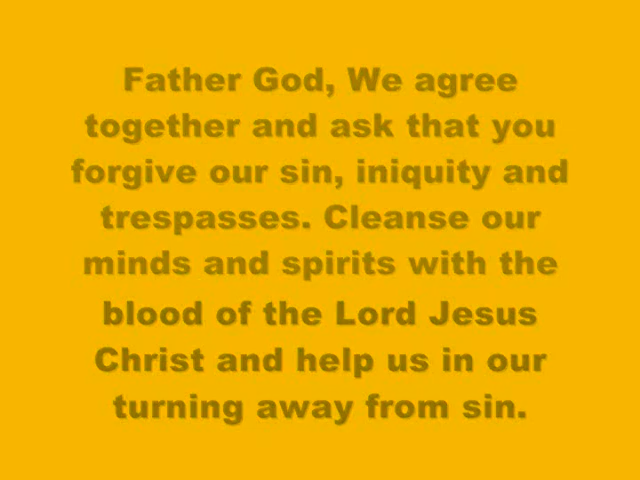 Father God, We agree
together and ask that you
forgive our sin, iniquity and
trespasses. Cleanse our
minds and spirits with the
blood of the Lord Jesus
Christ and help us in our
turning away from sin.